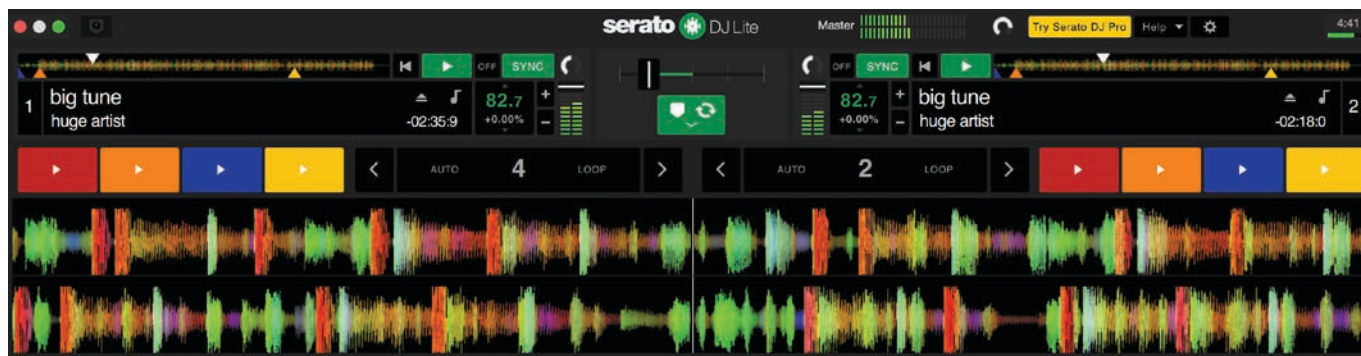 serato DJ Lite
Master
Try Serato DJ Pro
Help
4:41
OFF SYNC
1
big tune
huge artist
-02:35:9
82.7
+0.00%
+
−
OFF SYNC
82.7
+0.00%
+
−
big tune
huge artist
-02:18:0
2
AUTO 4 LOOP
AUTO 2 LOOP